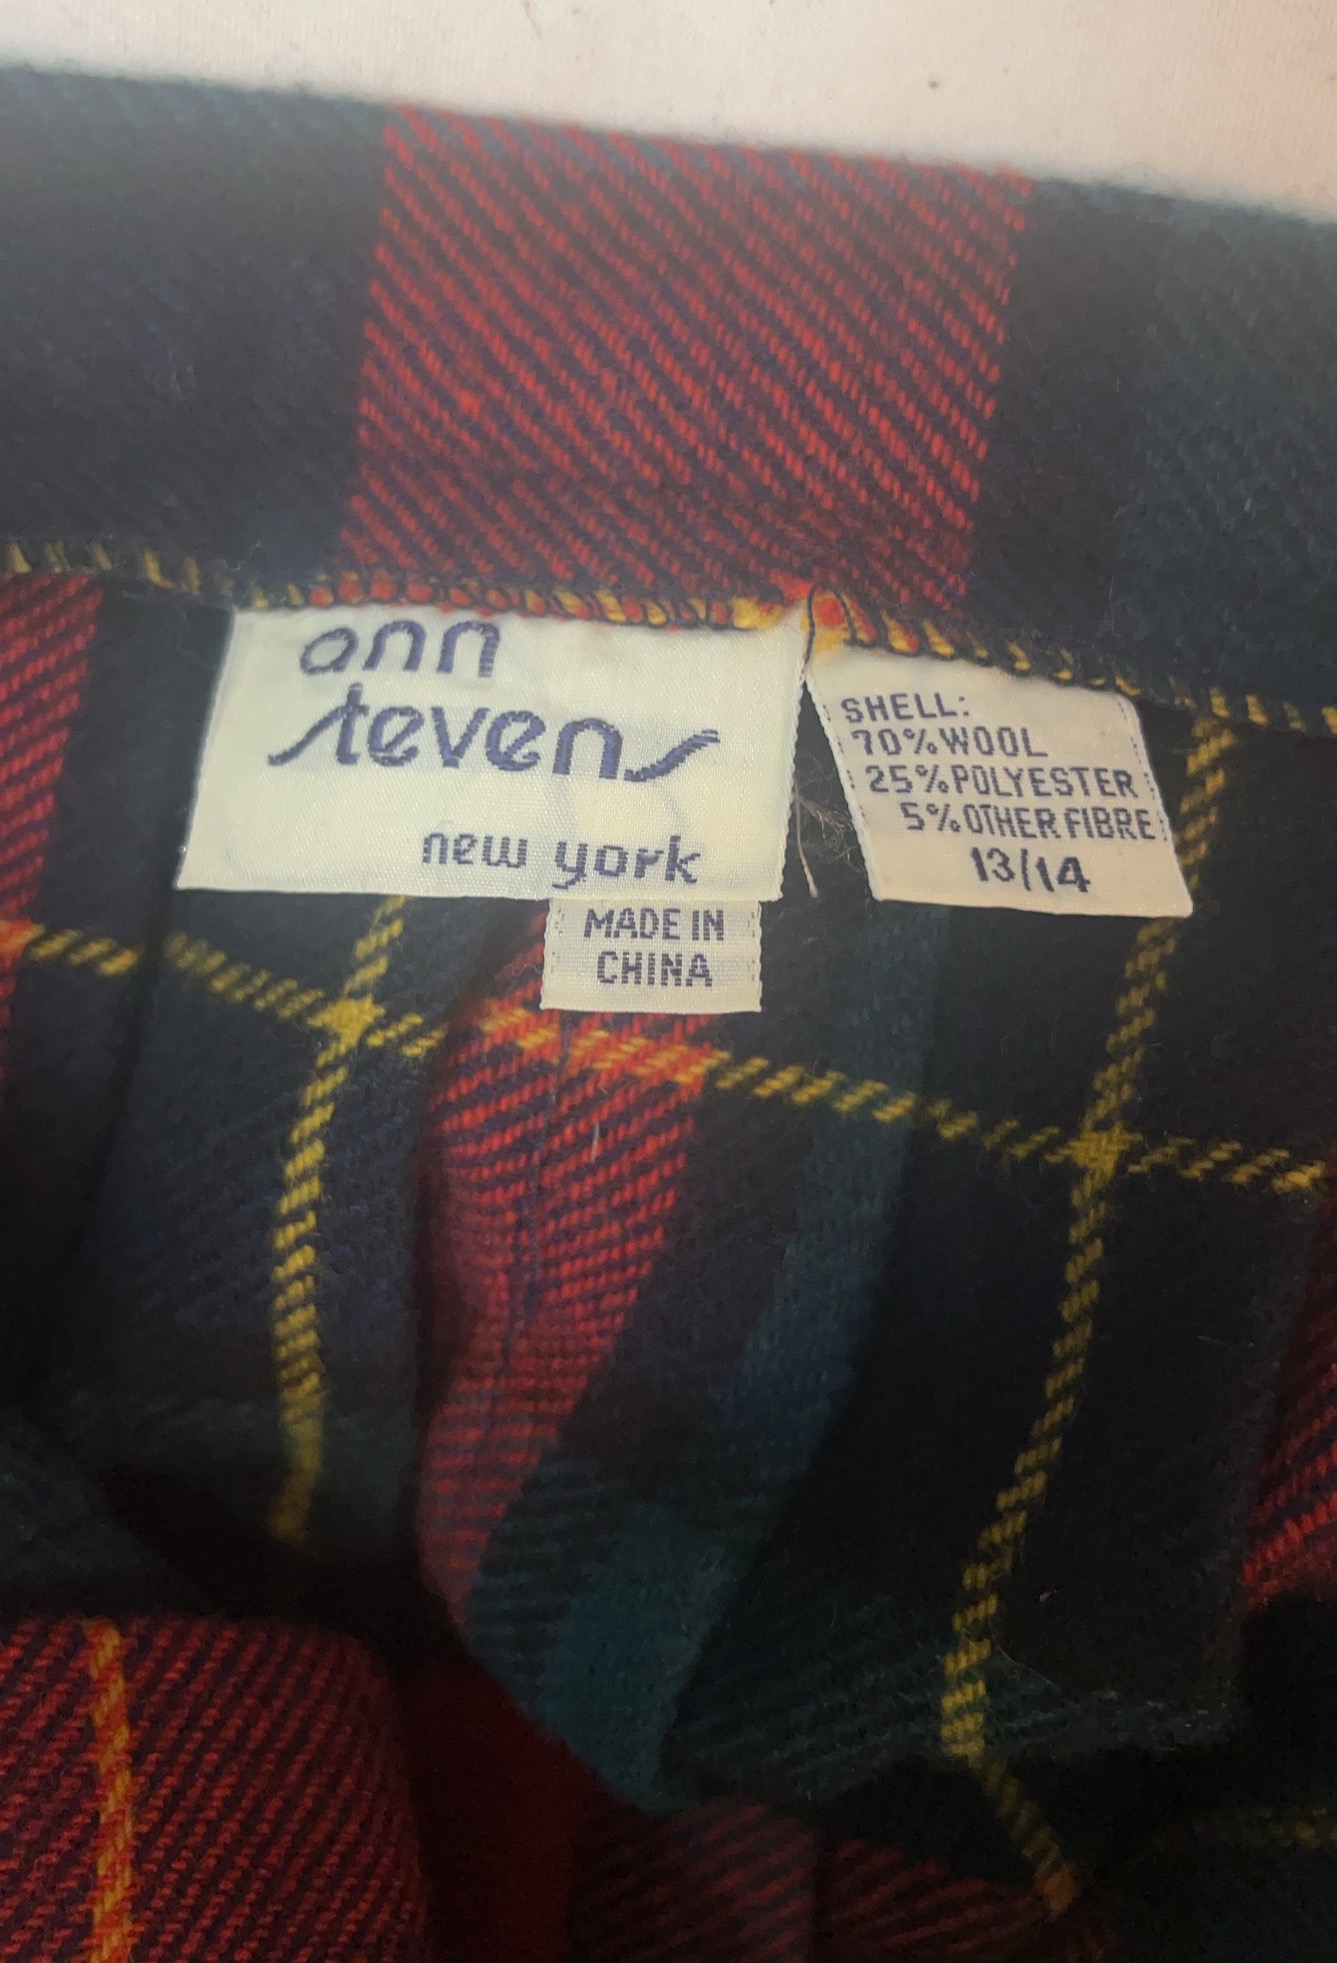 ann
stevens
new york
MADE IN
CHINA
SHELL:
70% WOOL
25% POLYESTER
5% OTHER FIBRE
13/14